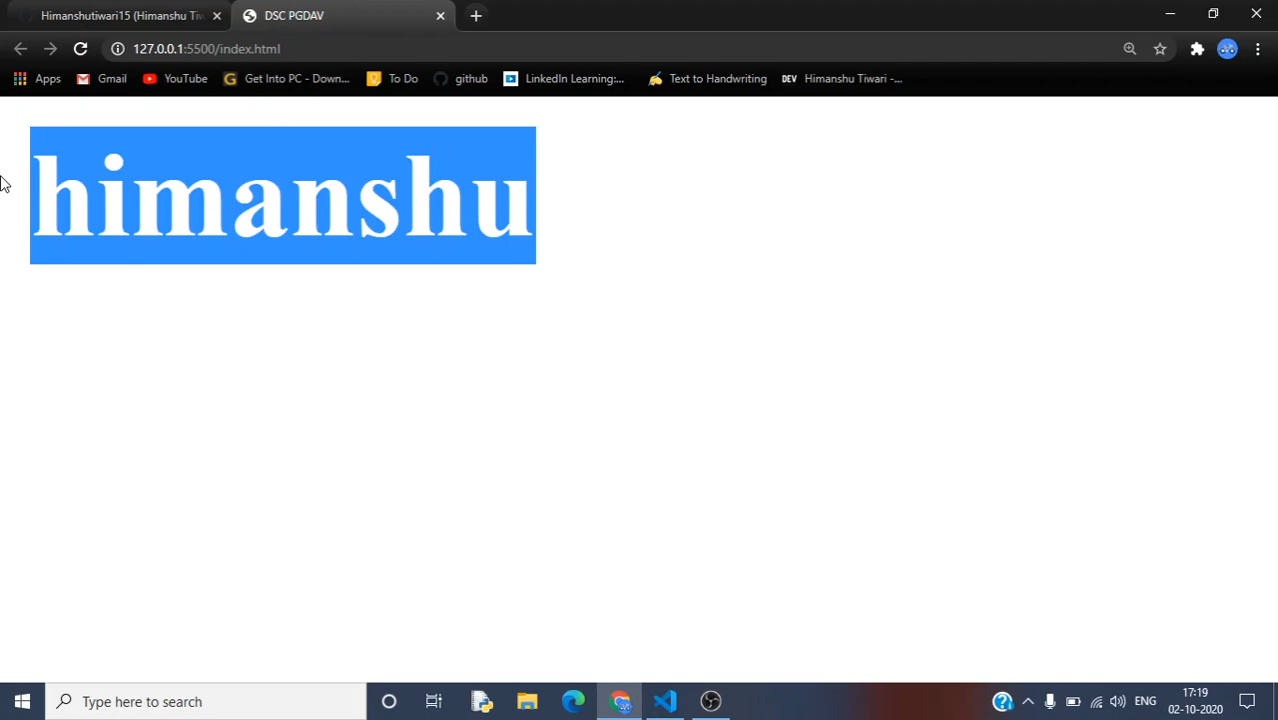 Himanshutiwari15 (Himanshu Tiw
DSC PGDAV
127.0.0.1:5500/index.html
Apps
Gmail
YouTube
Get Into PC - Down...
To Do
github
LinkedIn Learning:...
Text to Handwriting
DEV Himanshu Tiwari -...
himanshu
Type here to search
ENG
17:19
02-10-2020